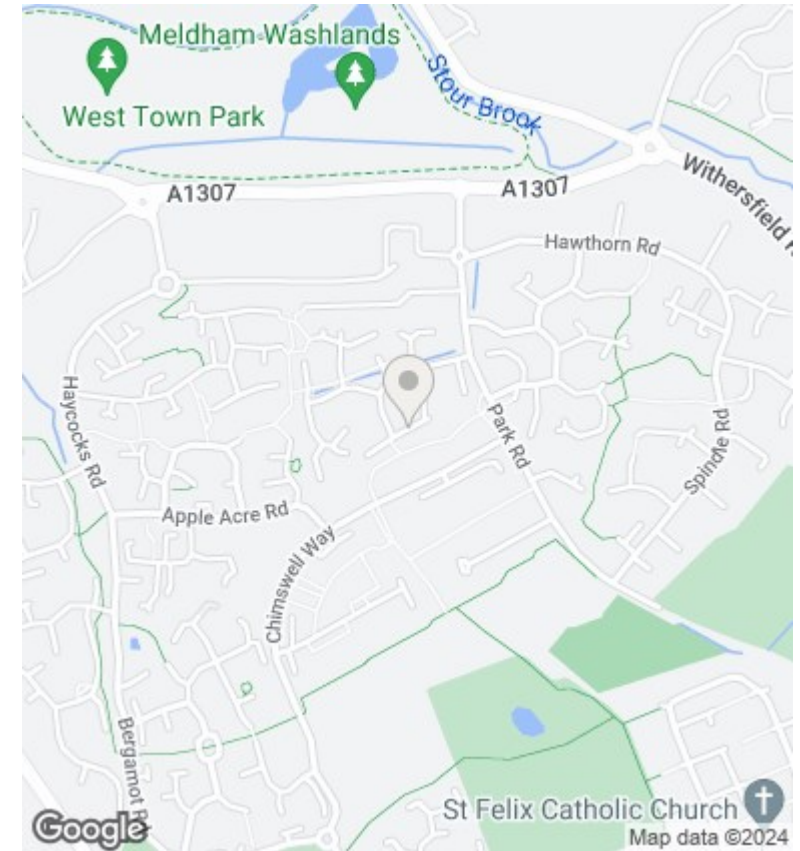 Meldham Washlands
West Town Park
Stour Brook
A1307
A1307
Withersfield R
Hawthorn Rd
Haycocks Rd
Park Rd
Spindle Rd
Apple Acre Rd
Chimswell Way
Bergamot Rd
St Felix Catholic Church
Google
Map data ©2024